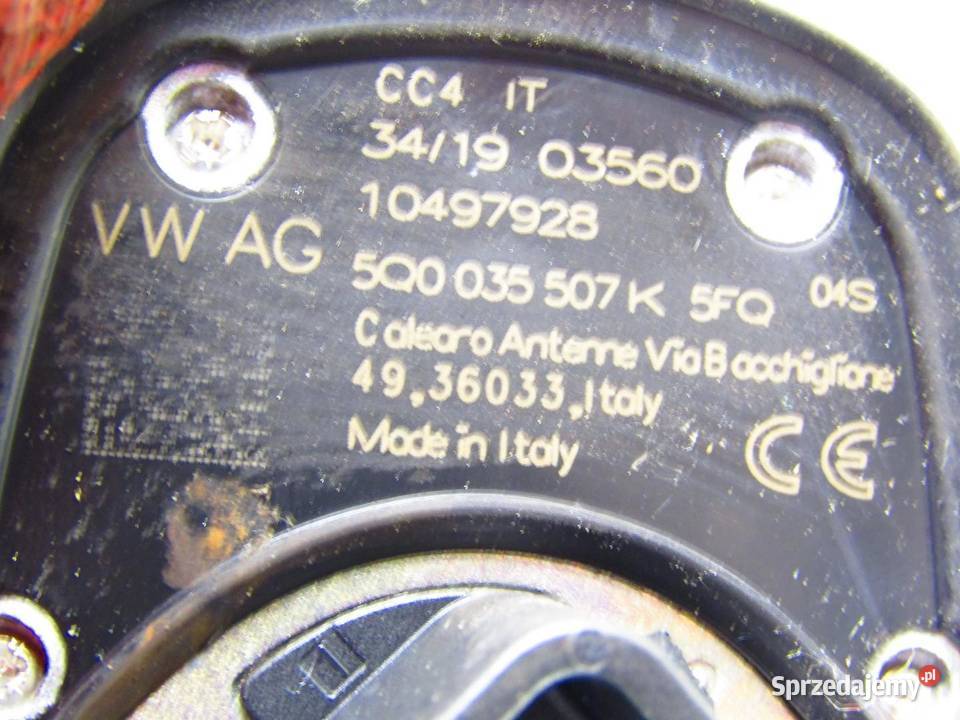 CC4 IT
34/19 03560
10497928
VW AG
5Q0 035 507 K 5FQ 04S
Calearo Antenne Via Bacchiglione
49,36033,Italy
Made in Italy CE
Sprzedajemy.pl